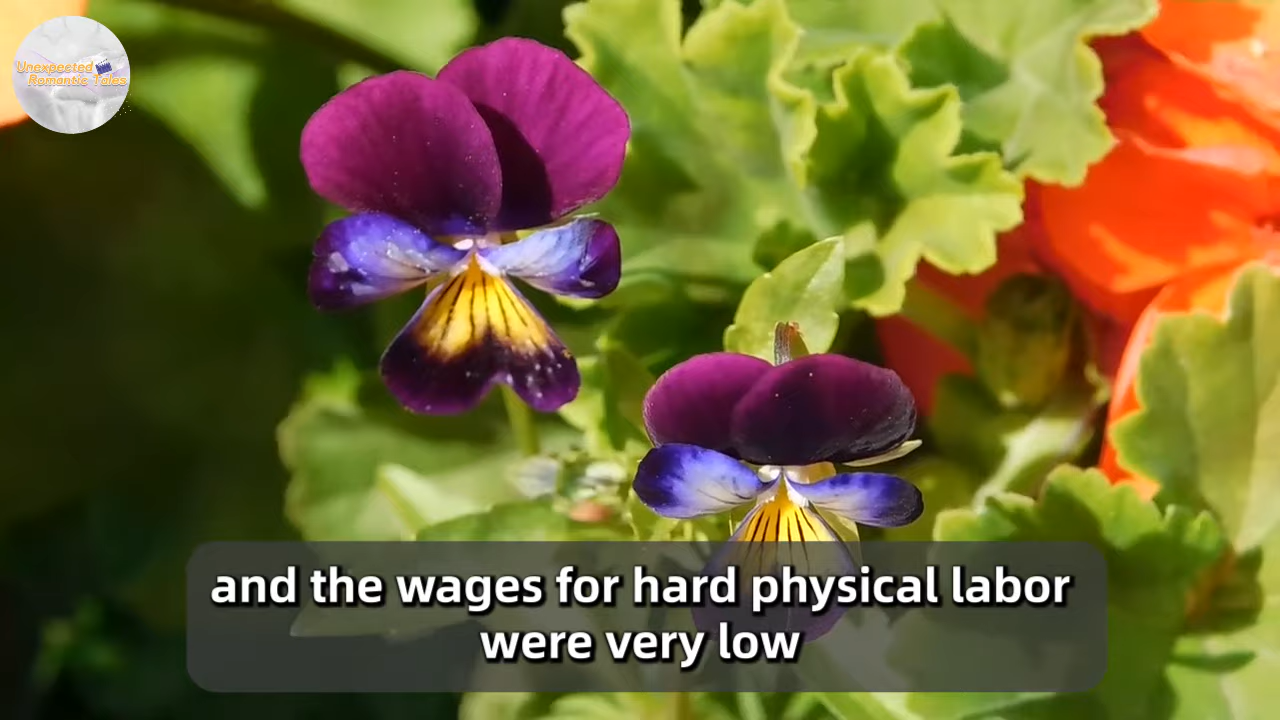 Unexpected
Romantic Tales
and the wages for hard physical labor
were very low